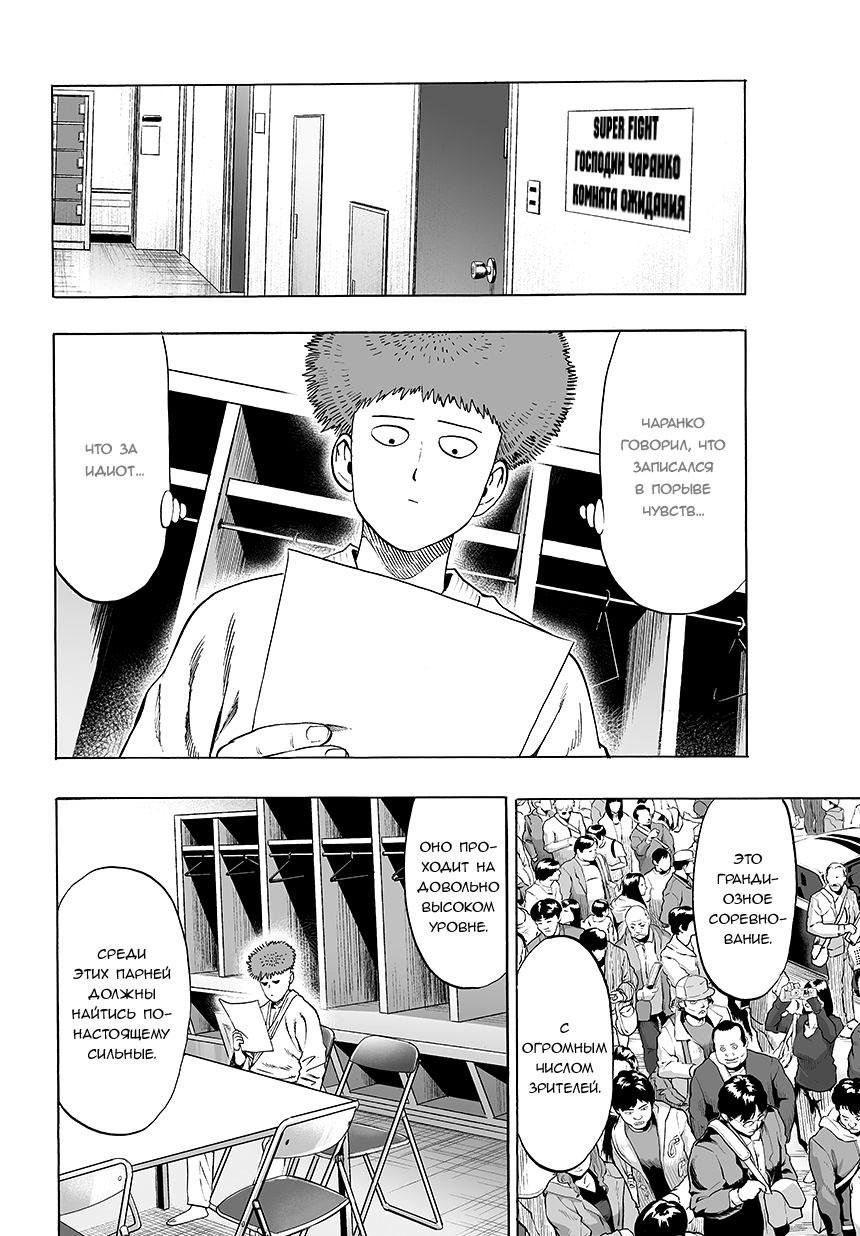 SUPER FIGHT
ГОСПОДИН ЧАРАНКО
КОМНАТА ОЖИДАНИЯ
ЧАРАНКО
ГОВОРИЛ, ЧТО
ЗАПИСАЛСЯ
В ПОРЫВЕ
ЧУВСТВ...
ЧТО ЗА
ИДИОТ...
ЭТО
ГРАНДИ-
ОЗНОЕ
СОРЕВНО-
ВАНИЕ.
С
ОГРОМНЫМ
ЧИСЛОМ
ЗРИТЕЛЕЙ.
ОНО ПРО-
ХОДИТ НА
ДОВОЛЬНО
ВЫСОКОМ
УРОВНЕ.
СРЕДИ
ЭТИХ ПАРНЕЙ
ДОЛЖНЫ
НАЙТИСЬ ПО-
НАСТОЯЩЕМУ
СИЛЬНЫЕ.